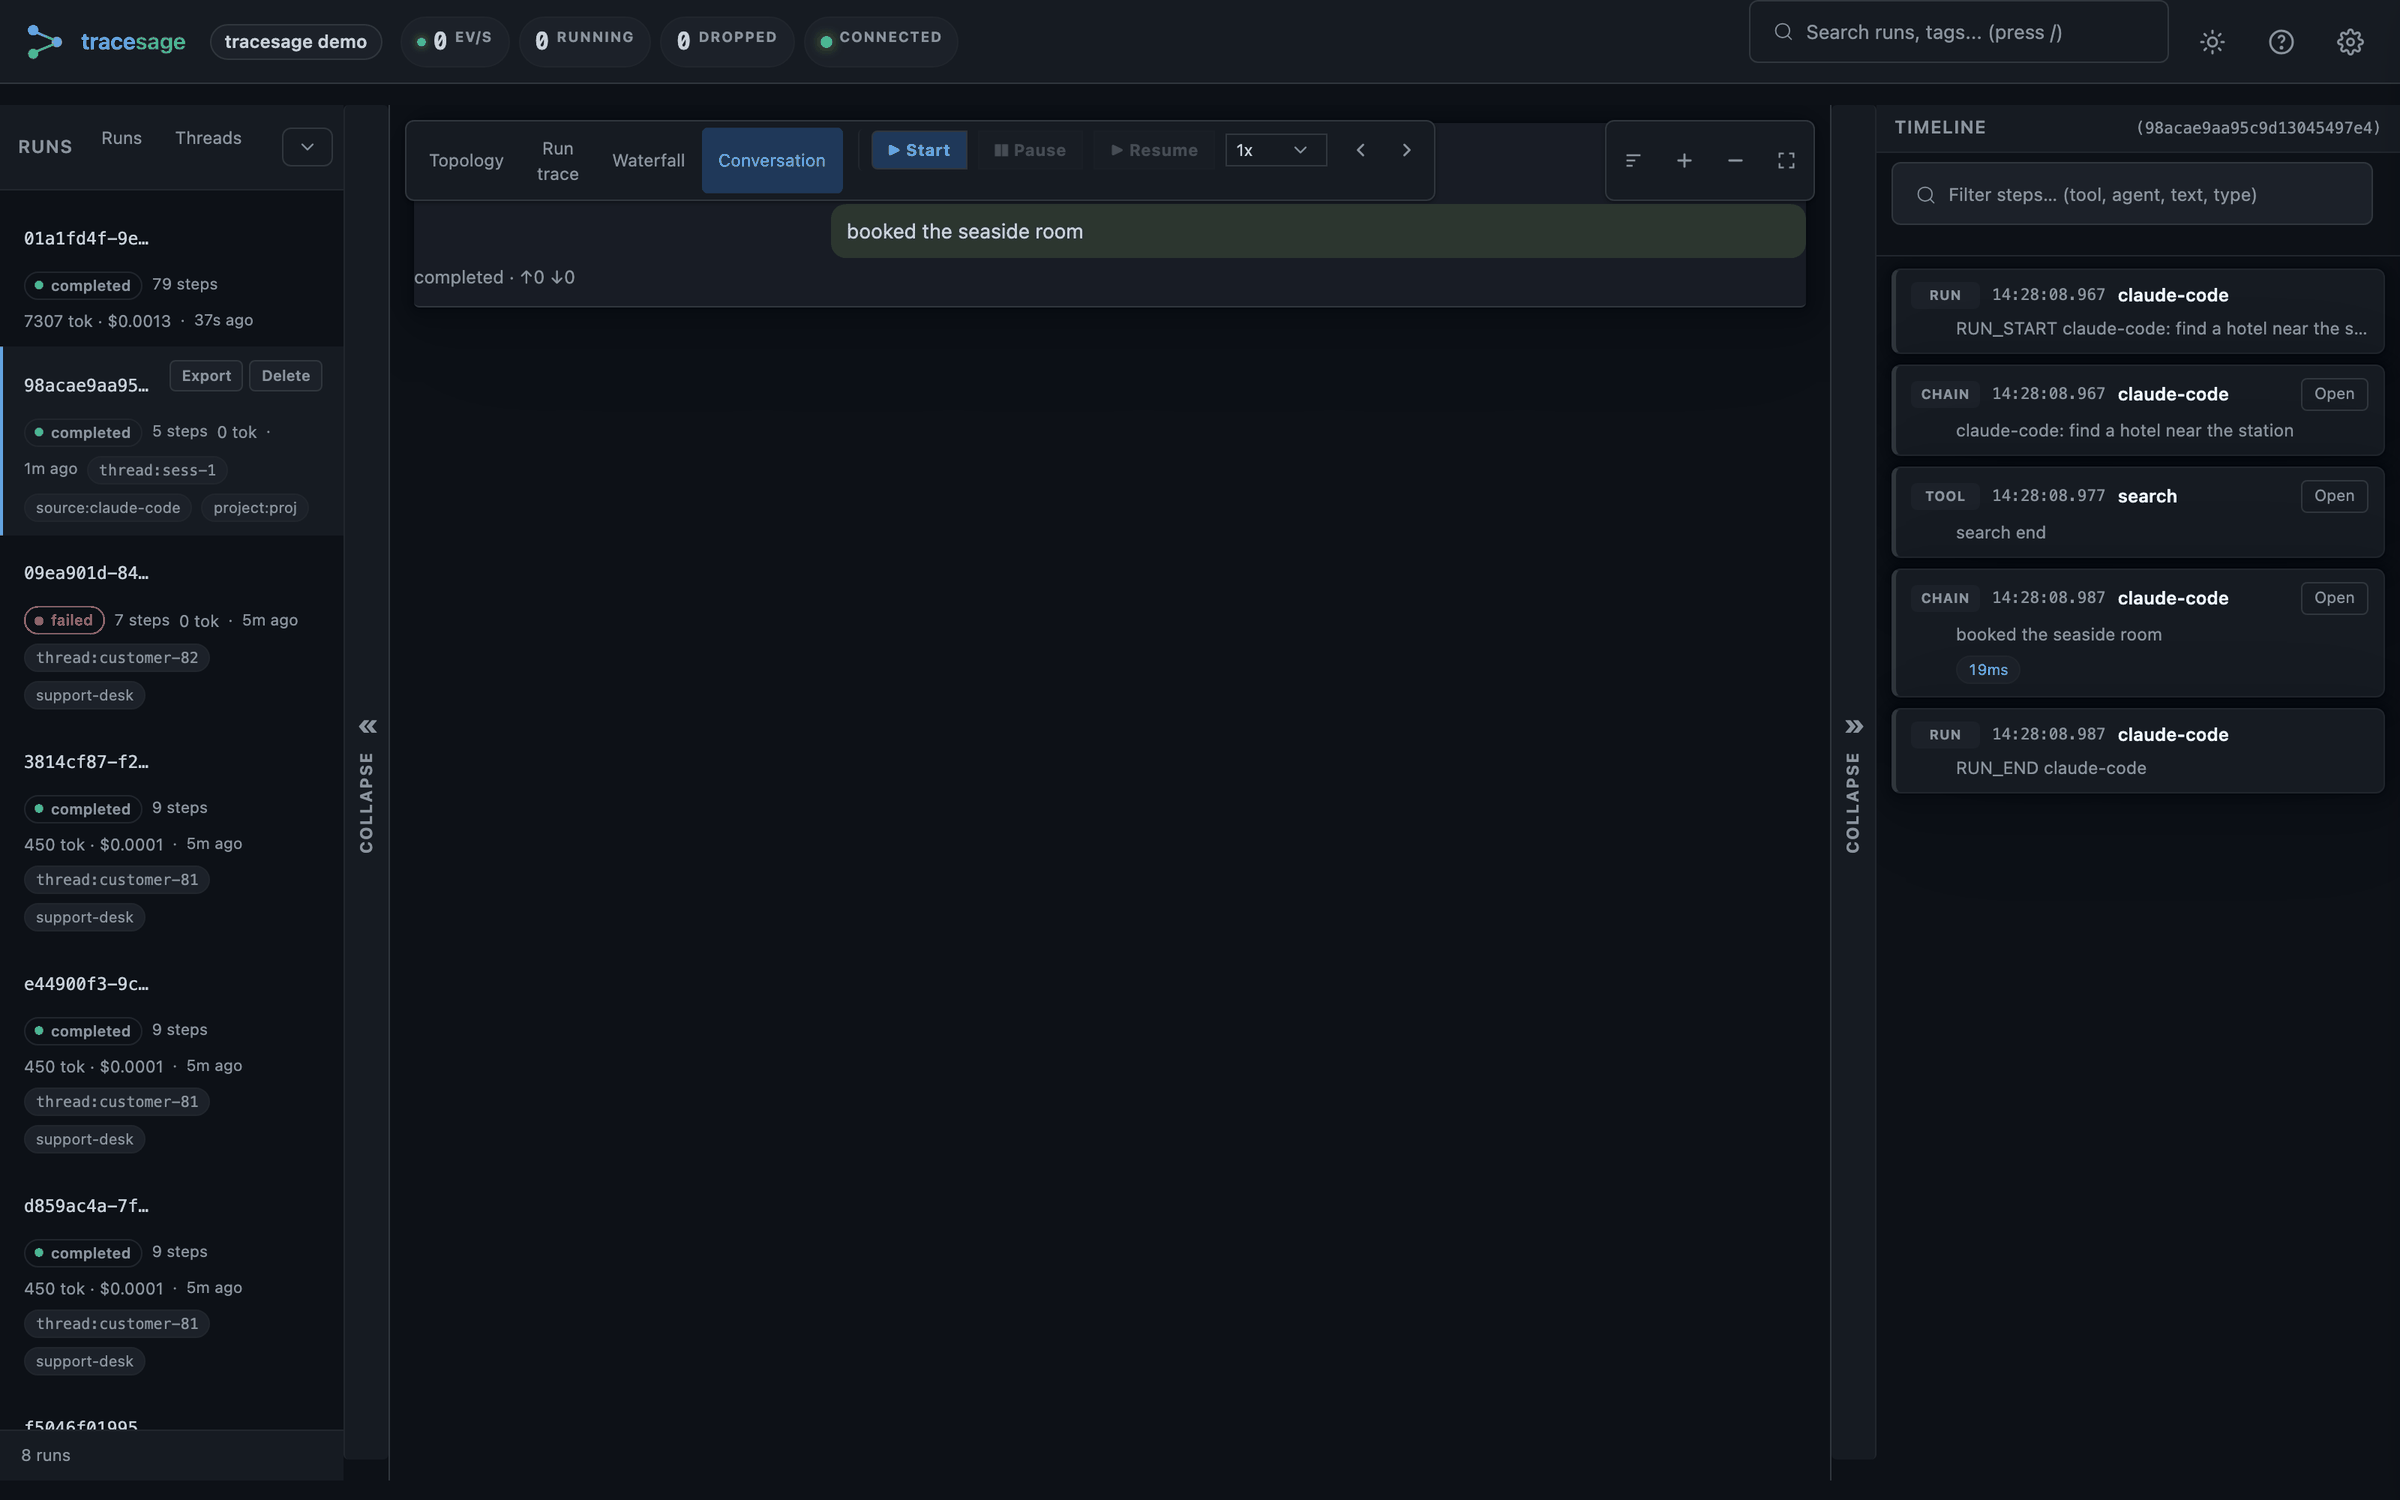 tracesage
tracesage demo
0 EV/S
0 RUNNING
0 DROPPED
CONNECTED
Search runs, tags... (press /)
RUNS
Runs
Threads
01a1fd4f-9e…
completed 79 steps
7307 tok · $0.0013 · 37s ago
98acae9aa95…
Export
Delete
completed 5 steps 0 tok ·
1m ago thread:sess-1
source:claude-code project:proj
09ea901d-84…
failed 7 steps 0 tok · 5m ago
thread:customer-82
support-desk
3814cf87-f2…
completed 9 steps
450 tok · $0.0001 · 5m ago
thread:customer-81
support-desk
e44900f3-9c…
completed 9 steps
450 tok · $0.0001 · 5m ago
thread:customer-81
support-desk
d859ac4a-7f…
completed 9 steps
450 tok · $0.0001 · 5m ago
thread:customer-81
support-desk
f5046f01995
8 runs
COLLAPSE
Topology
Run trace
Waterfall
Conversation
Start
Pause
Resume
1x
booked the seaside room
completed · ↑0 ↓0
COLLAPSE
TIMELINE (98acae9aa95c9d13045497e4)
Filter steps... (tool, agent, text, type)
RUN 14:28:08.967 claude-code
RUN_START claude-code: find a hotel near the s…
CHAIN 14:28:08.967 claude-code Open
claude-code: find a hotel near the station
TOOL 14:28:08.977 search Open
search end
CHAIN 14:28:08.987 claude-code Open
booked the seaside room
19ms
RUN 14:28:08.987 claude-code
RUN_END claude-code